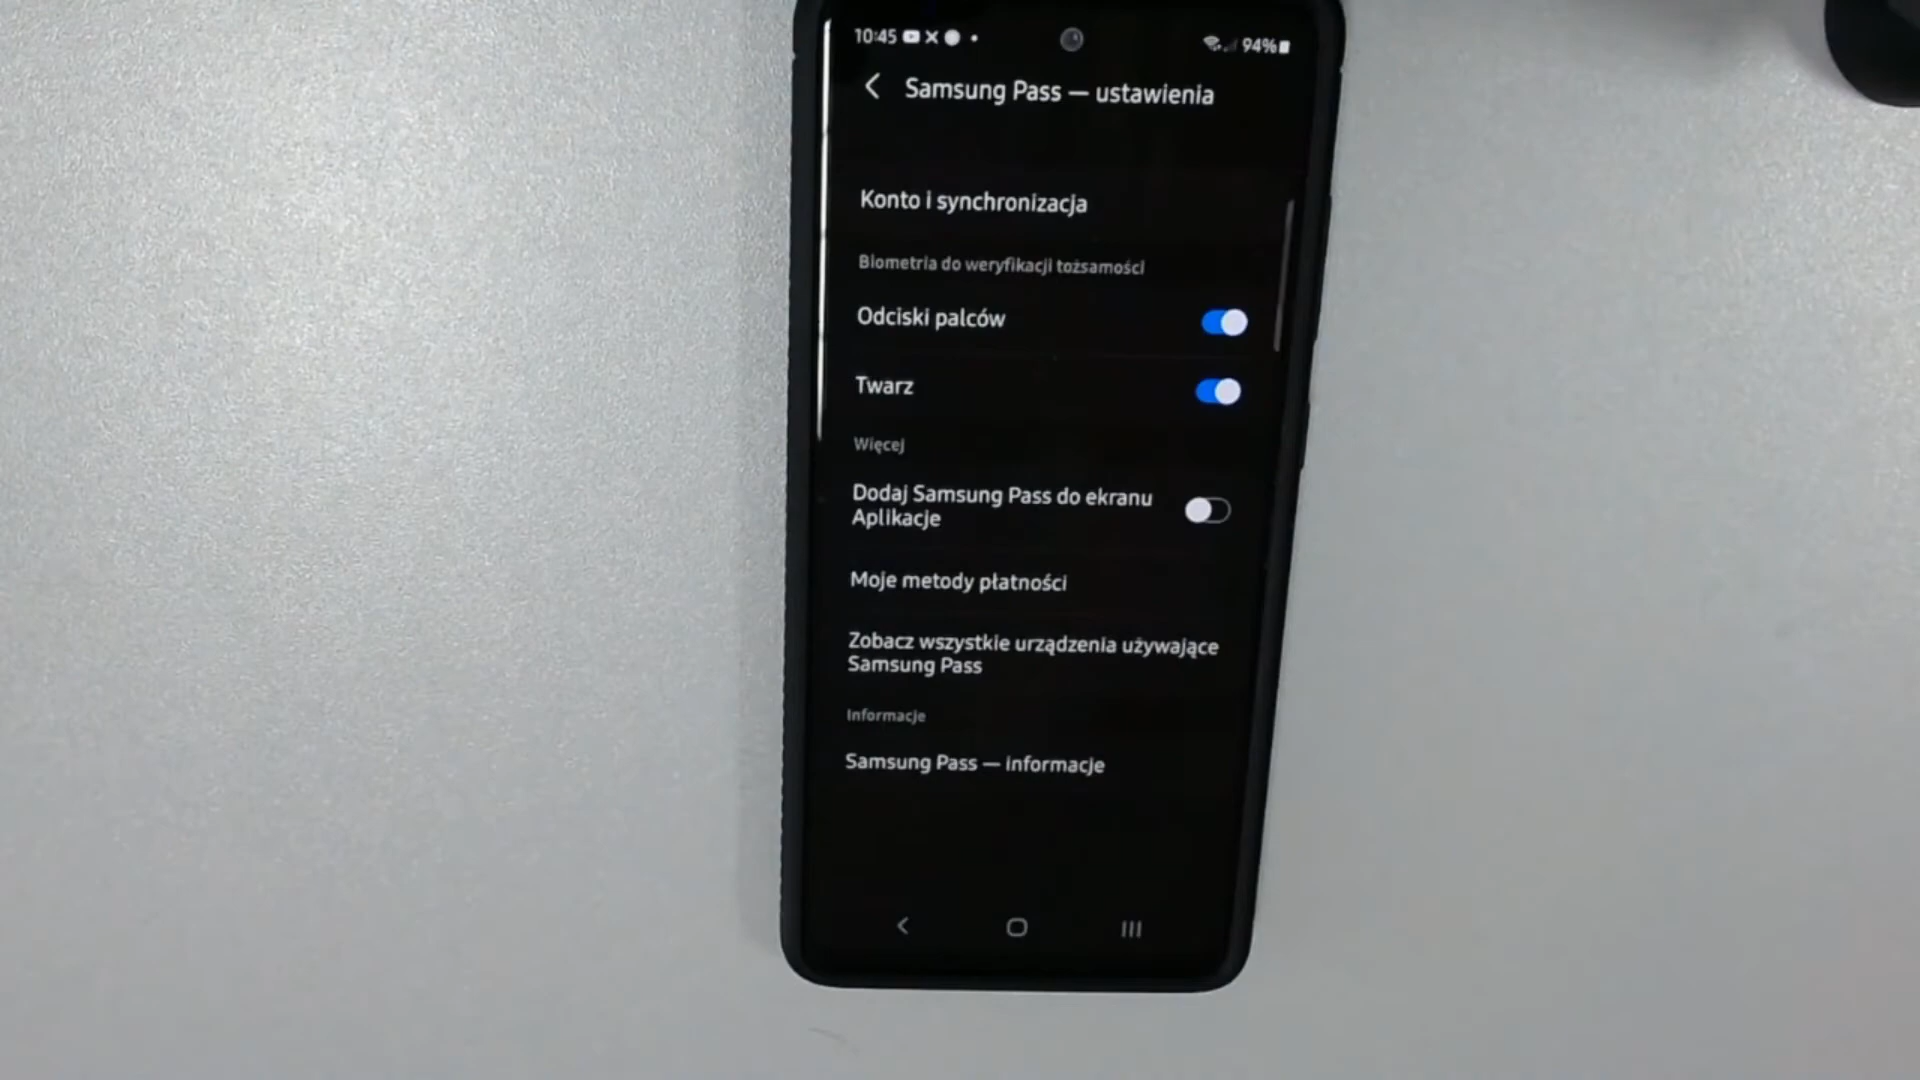 10:45
94%
Samsung Pass — ustawienia
Konto i synchronizacja
Biometria do weryfikacji tożsamości
Odciski palców
Twarz
Więcej
Dodaj Samsung Pass do ekranu
Aplikacje
Moje metody płatności
Zobacz wszystkie urządzenia używające
Samsung Pass
Informacje
Samsung Pass — informacje